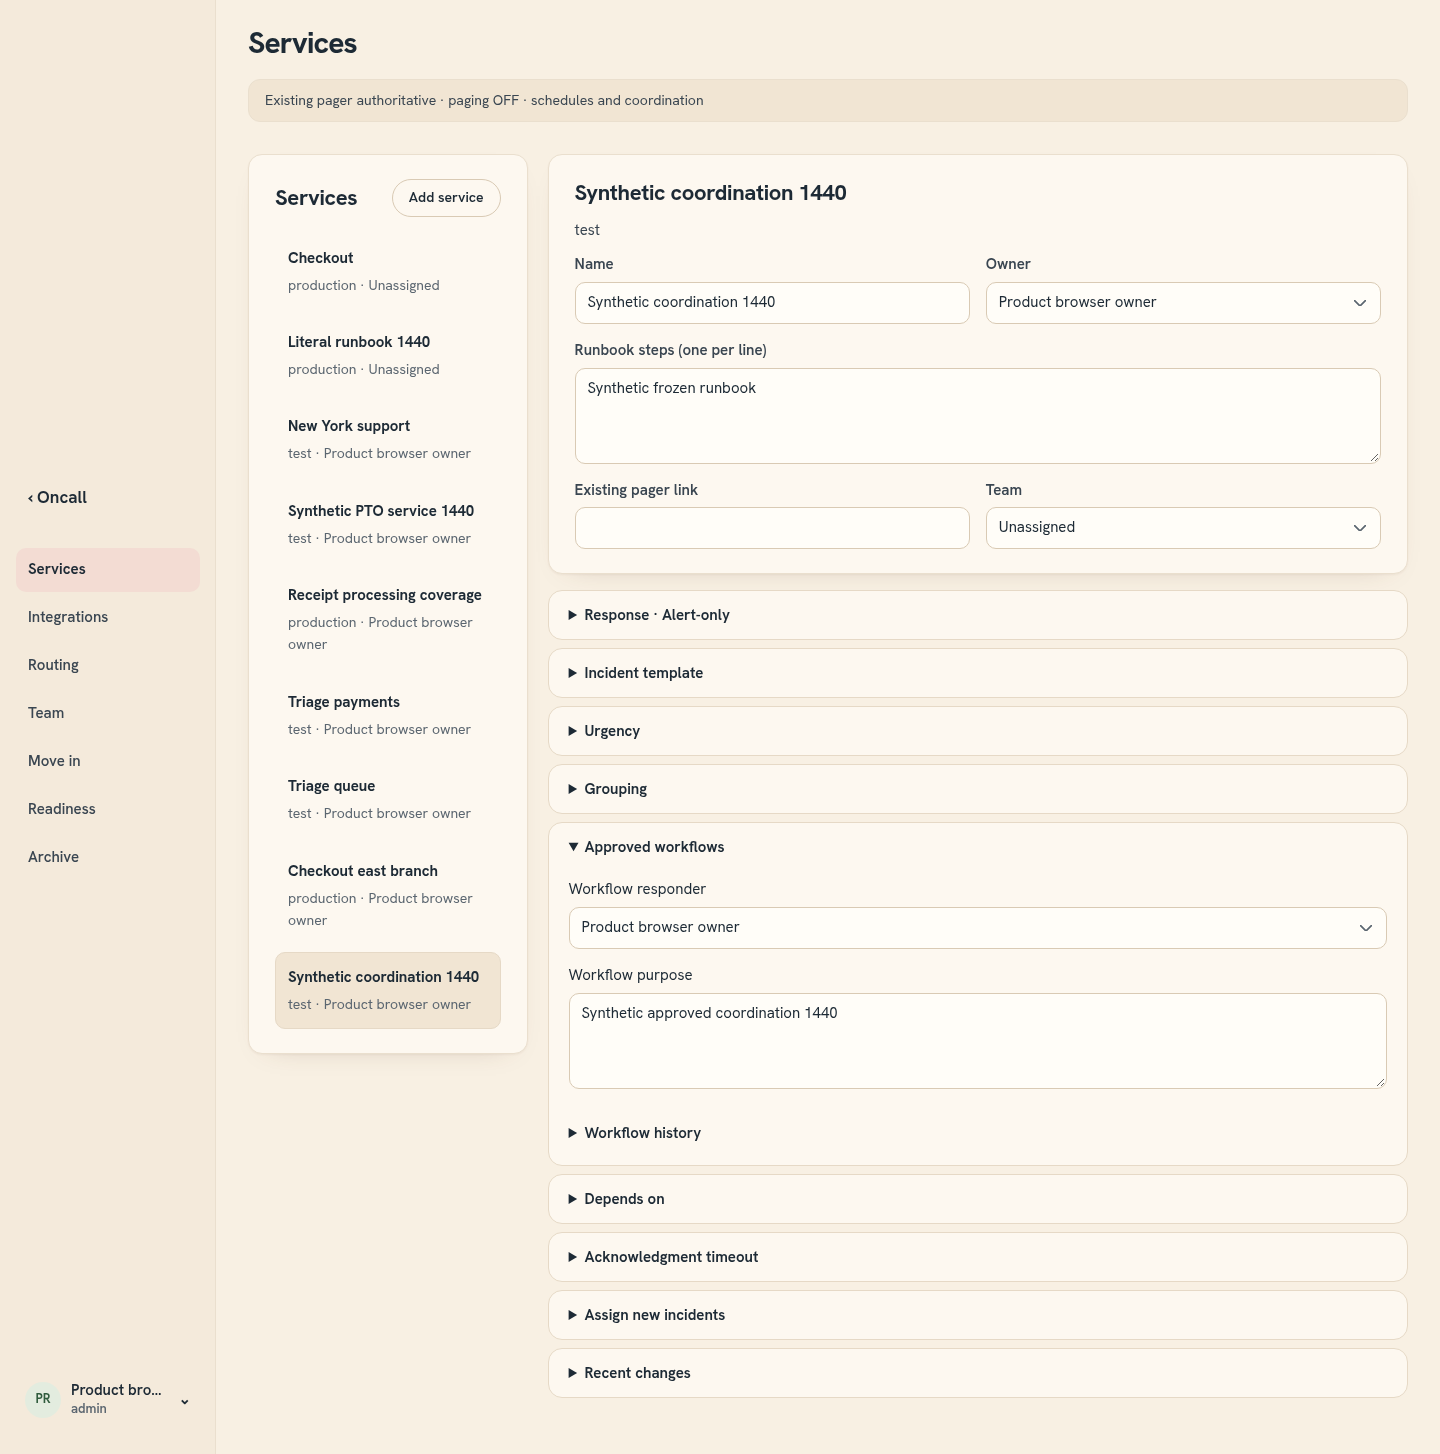 ‹ Oncall
Services
Integrations
Routing
Team
Move in
Readiness
Archive
PR
Product bro...
admin
Services
Existing pager authoritative · paging OFF · schedules and coordination
Services
Add service
Checkout
production · Unassigned
Literal runbook 1440
production · Unassigned
New York support
test · Product browser owner
Synthetic PTO service 1440
test · Product browser owner
Receipt processing coverage
production · Product browser
owner
Triage payments
test · Product browser owner
Triage queue
test · Product browser owner
Checkout east branch
production · Product browser
owner
Synthetic coordination 1440
test · Product browser owner
Synthetic coordination 1440
test
Name
Owner
Synthetic coordination 1440
Product browser owner
Runbook steps (one per line)
Synthetic frozen runbook
Existing pager link
Team
Unassigned
Response · Alert-only
Incident template
Urgency
Grouping
Approved workflows
Workflow responder
Product browser owner
Workflow purpose
Synthetic approved coordination 1440
Workflow history
Depends on
Acknowledgment timeout
Assign new incidents
Recent changes